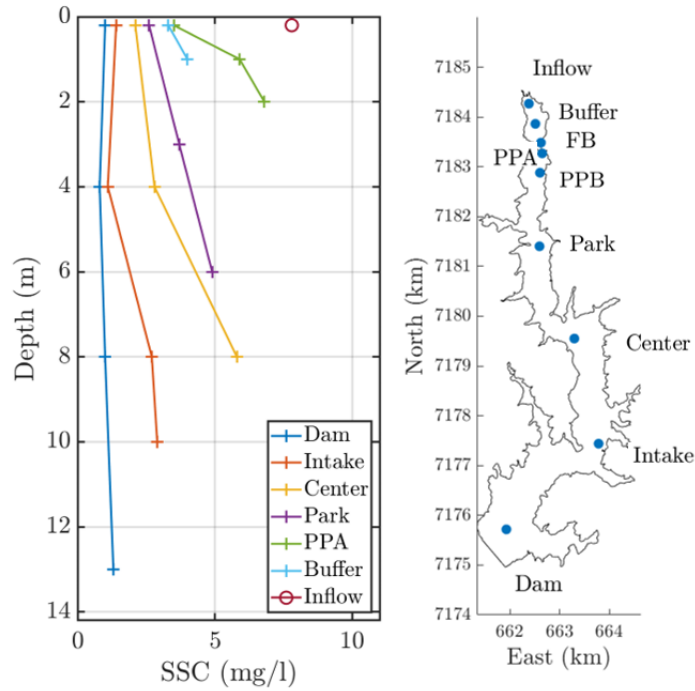 0
2
4
6
8
10
12
14
Depth (m)
0 5 10
SSC (mg/l)
Dam
Intake
Center
Park
PPA
Buffer
Inflow
7185
7184
7183
7182
7181
7180
7179
7178
7177
7176
7175
7174
North (km)
662 663 664
East (km)
Inflow
Buffer
FB
PPA
PPB
Park
Center
Intake
Dam